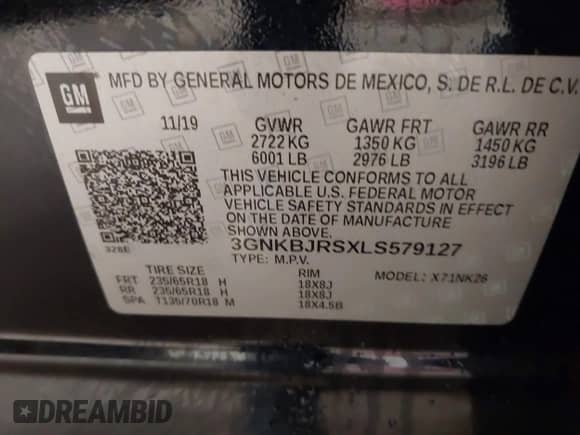 GM
MFD BY GENERAL MOTORS DE MEXICO, S. DE R.L. DE C.V.
11/19 GVWR GAWR FRT GAWR RR
2722 KG 1350 KG 1450 KG
6001 LB 2976 LB 3196 LB
THIS VEHICLE CONFORMS TO ALL
APPLICABLE U.S. FEDERAL MOTOR
VEHICLE SAFETY STANDARDS IN EFFECT
ON THE DATE OF MANUFACTURE
SHOWN ABOVE.
326E 3GNKBJRSXLS579127
TYPE: M.P.V. MODEL: X71NK26
TIRE SIZE RIM
FRT 235/65R18 H 18X8J
RR 235/65R18 H 18X8J
SPA T135/70R18 M 18X4.5B
DREAMBID